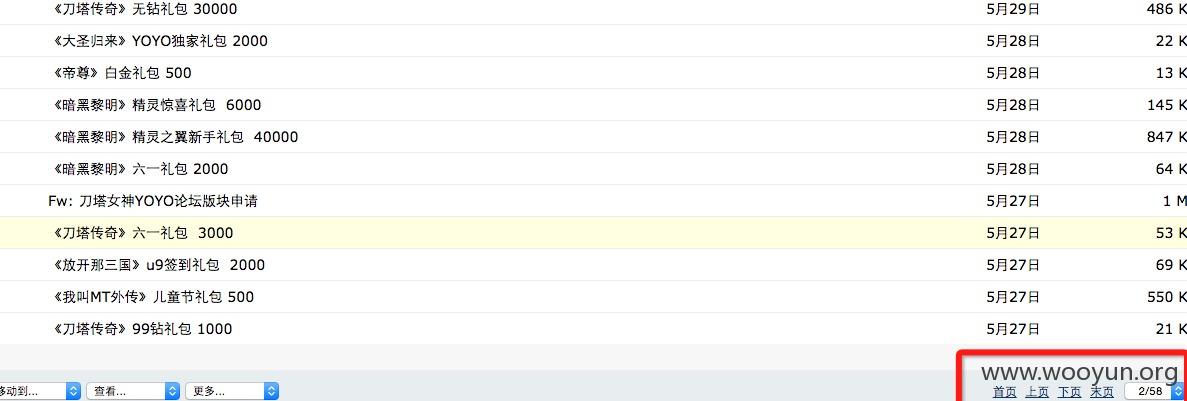 《刀塔传奇》无钻礼包 30000 5月29日 486 K
《大圣归来》YOYO独家礼包 2000 5月28日 22 K
《帝尊》白金礼包 500 5月28日 13 K
《暗黑黎明》精灵惊喜礼包 6000 5月28日 145 K
《暗黑黎明》精灵之翼新手礼包 40000 5月28日 847 K
《暗黑黎明》六一礼包 2000 5月28日 64 K
Fw: 刀塔女神YOYO论坛版块申请 5月27日 1 M
《刀塔传奇》六一礼包 3000 5月27日 53 K
《放开那三国》u9签到礼包 2000 5月27日 69 K
《我叫MT外传》儿童节礼包 500 5月27日 550 K
《刀塔传奇》99钻礼包 1000 5月27日 21 K
www.wooyun.org
移动到... 查看... 更多... 首页 上页 下页 末页 2/58